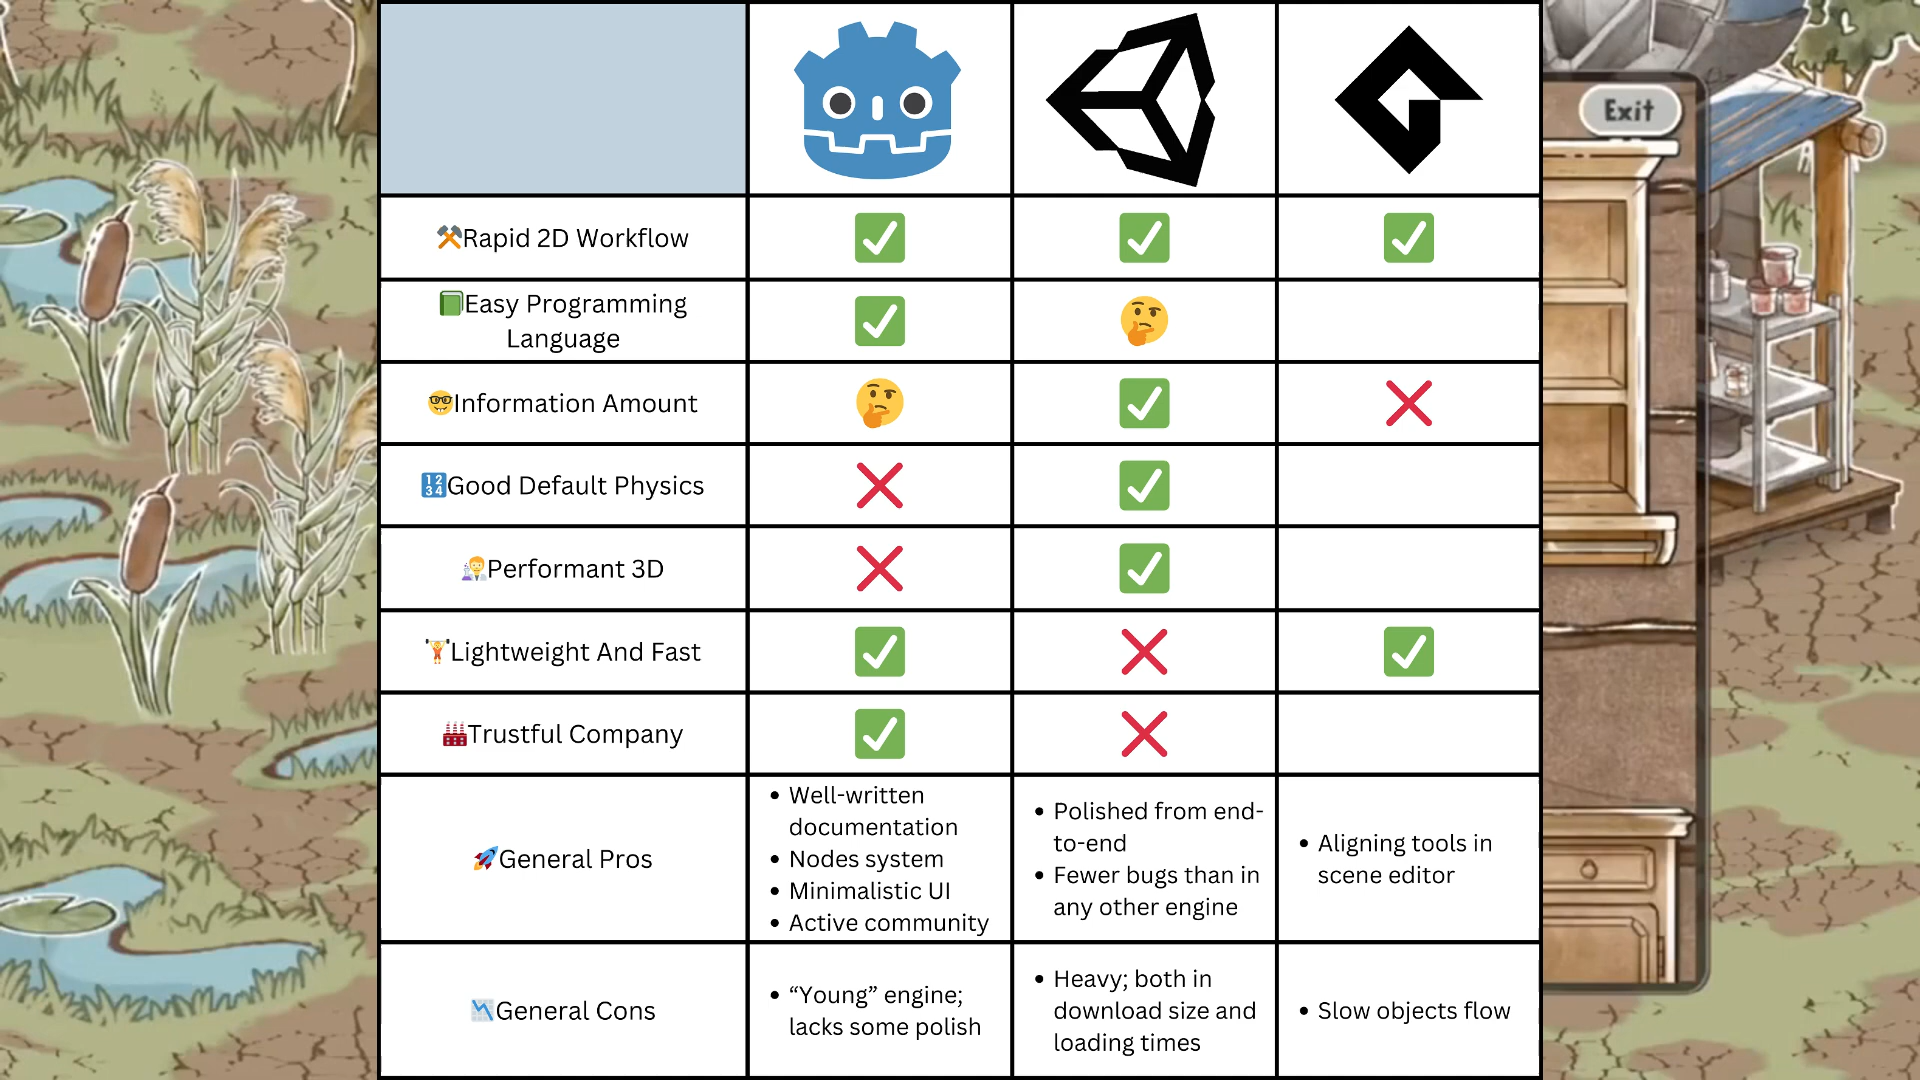 Exit
⚒️Rapid 2D Workflow
📗Easy Programming
Language
🤓Information Amount
🔢Good Default Physics
👨‍🔬Performant 3D
🏋️Lightweight And Fast
🏭Trustful Company
🚀General Pros
• Well-written
documentation
• Nodes system
• Minimalistic UI
• Active community
• Polished from end-
to-end
• Fewer bugs than in
any other engine
• Aligning tools in
scene editor
📉General Cons
• “Young” engine;
lacks some polish
• Heavy; both in
download size and
loading times
• Slow objects flow